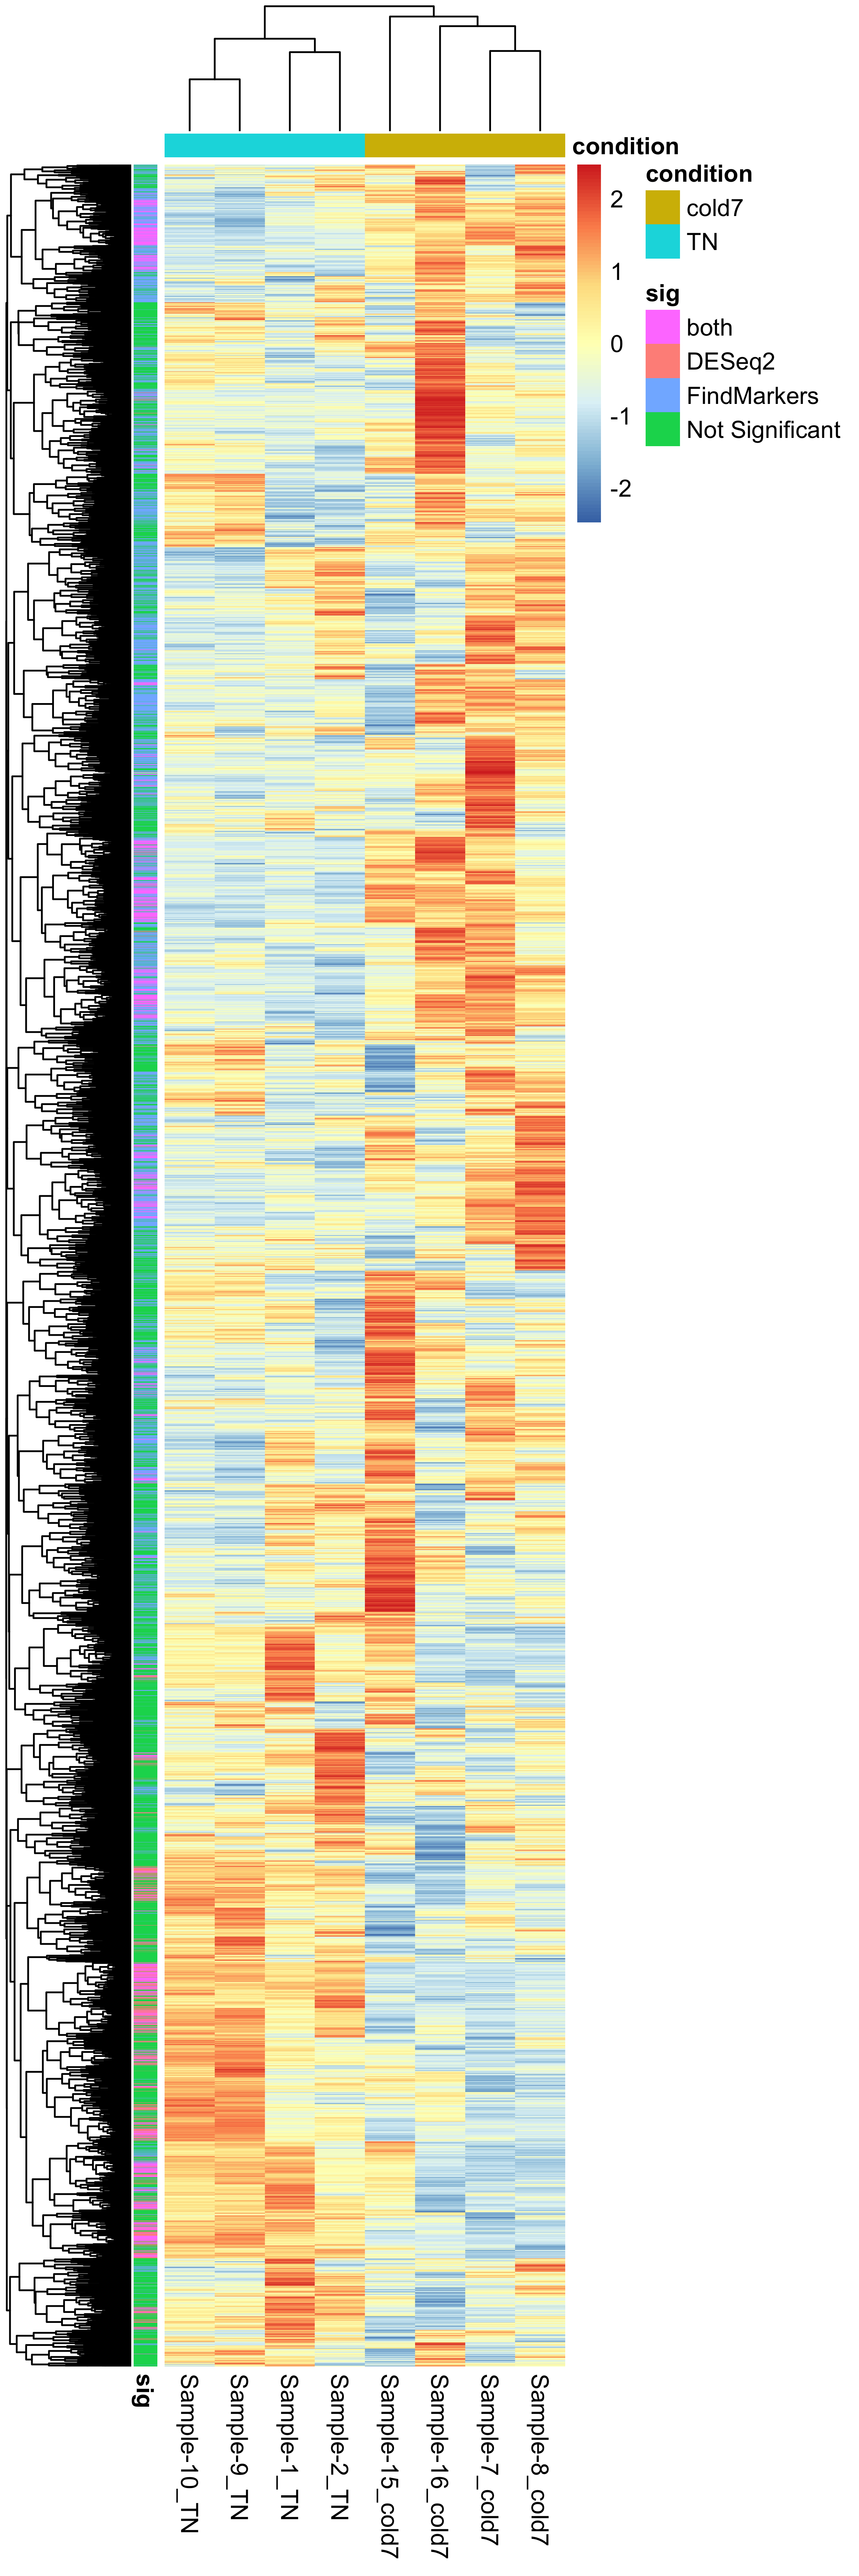 condition
condition
cold7
TN
2
1
0
-1
-2
sig
both
DESeq2
FindMarkers
Not Significant
sig
Sample-10_TN
Sample-9_TN
Sample-1_TN
Sample-2_TN
Sample-15_cold7
Sample-16_cold7
Sample-7_cold7
Sample-8_cold7